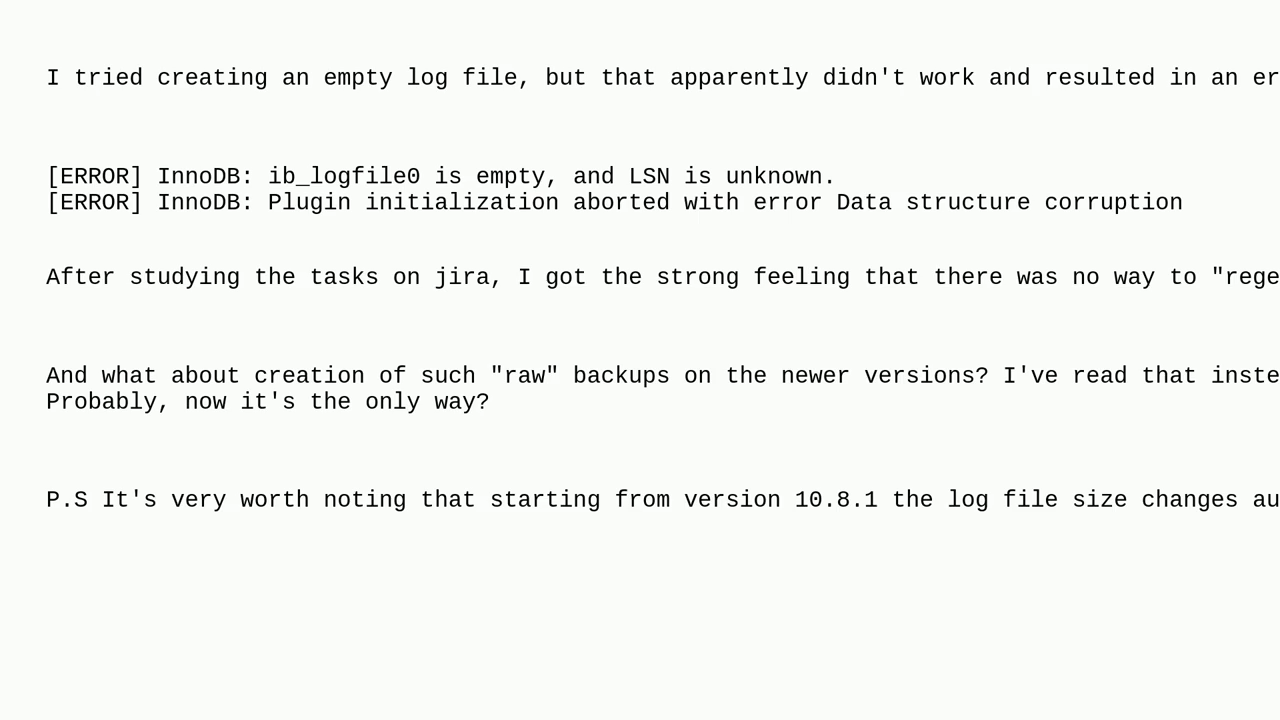 I tried creating an empty log file, but that apparently didn't work and resulted in an er
[ERROR] InnoDB: ib_logfile0 is empty, and LSN is unknown.
[ERROR] InnoDB: Plugin initialization aborted with error Data structure corruption
After studying the tasks on jira, I got the strong feeling that there was no way to "rege
And what about creation of such "raw" backups on the newer versions? I've read that inste
Probably, now it's the only way?
P.S It's very worth noting that starting from version 10.8.1 the log file size changes au